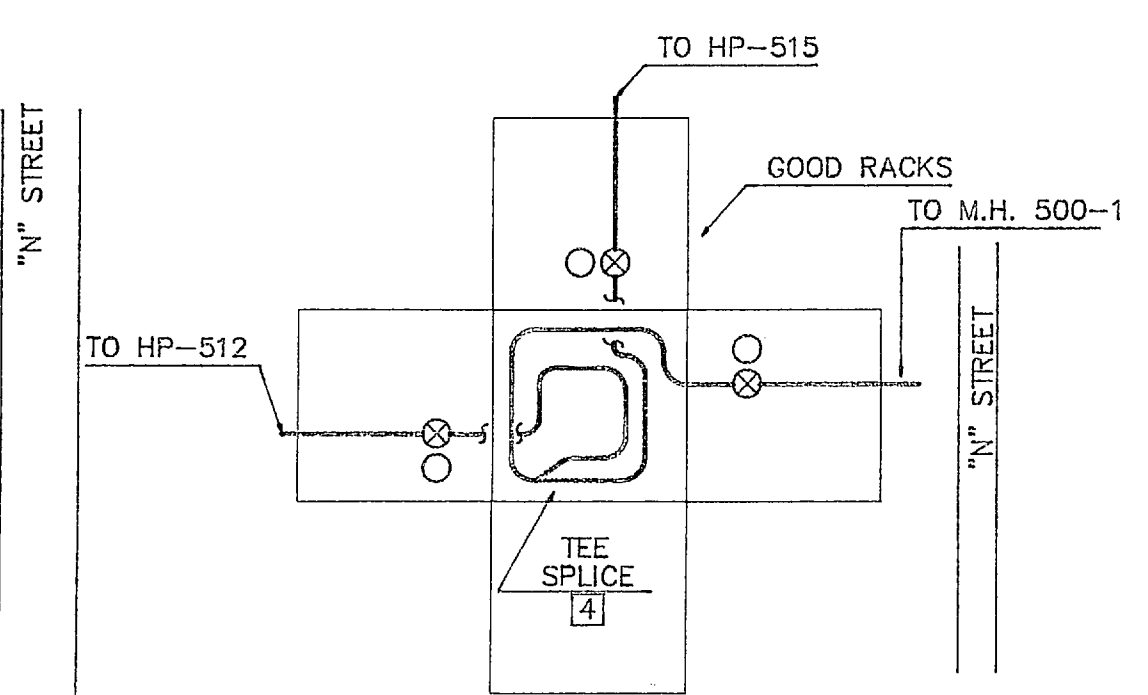 TO HP-515
"N" STREET
GOOD RACKS
TO M.H. 500-1
TO HP-512
"N" STREET
TEE
SPLICE
4